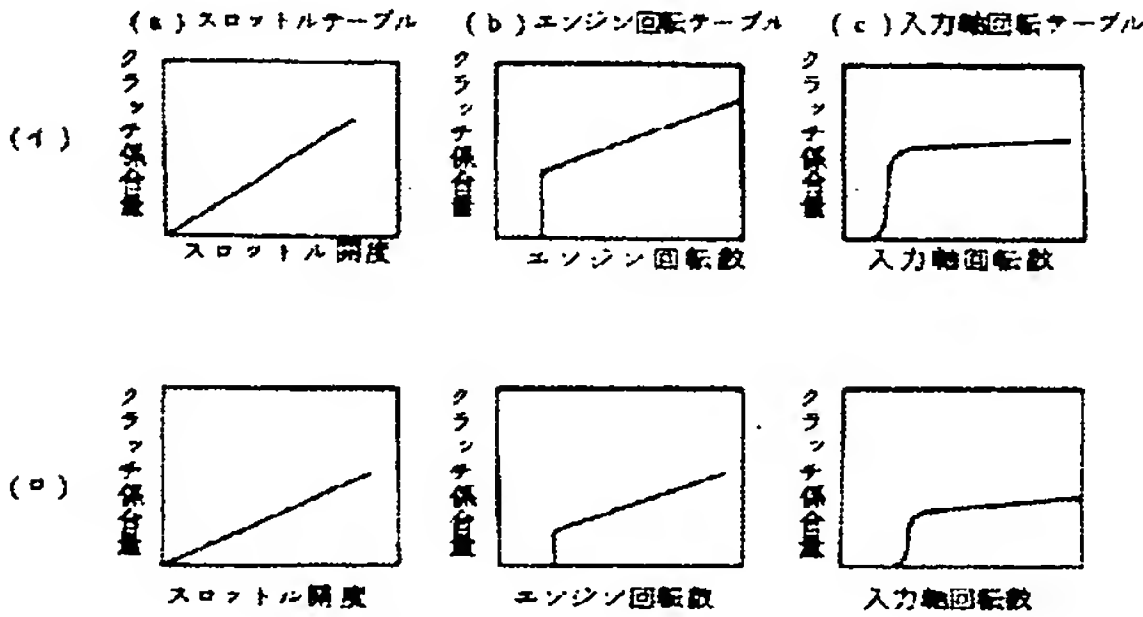 (a)スロットルテーブル
(b)エンジン回転テーブル
(c)入力軸回転テーブル
(イ)
クラッチ係合量
スロットル開度
クラッチ係合量
エンジン回転数
クラッチ係合量
入力軸回転数
(ロ)
クラッチ係合量
スロットル開度
クラッチ係合量
エンジン回転数
クラッチ係合量
入力軸回転数